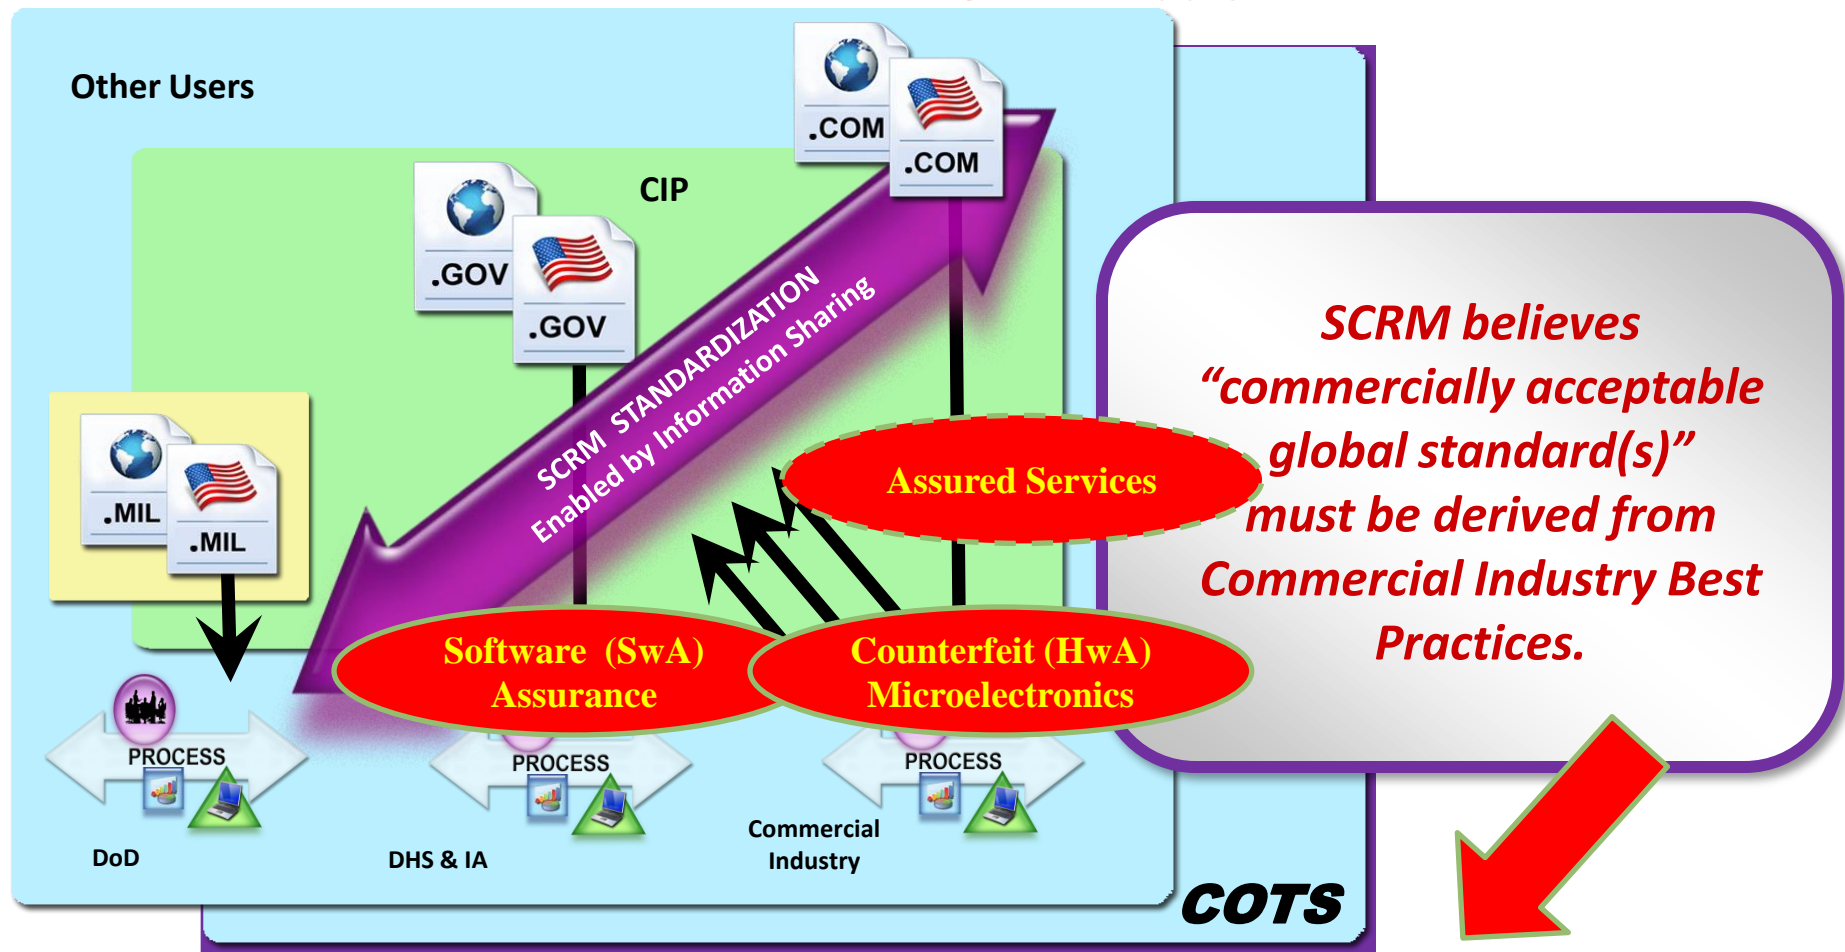 Other Users
CIP
.COM
.COM
.GOV
.GOV
.MIL
.MIL
SCRM STANDARDIZATION
Enabled by Information Sharing
Assured Services
Software (SwA)
Assurance
Counterfeit (HwA)
Microelectronics
SCRM believes
“commercially acceptable
global standard(s)”
must be derived from
Commercial Industry Best
Practices.
PROCESS
PROCESS
PROCESS
DoD
DHS & IA
Commercial
Industry
COTS